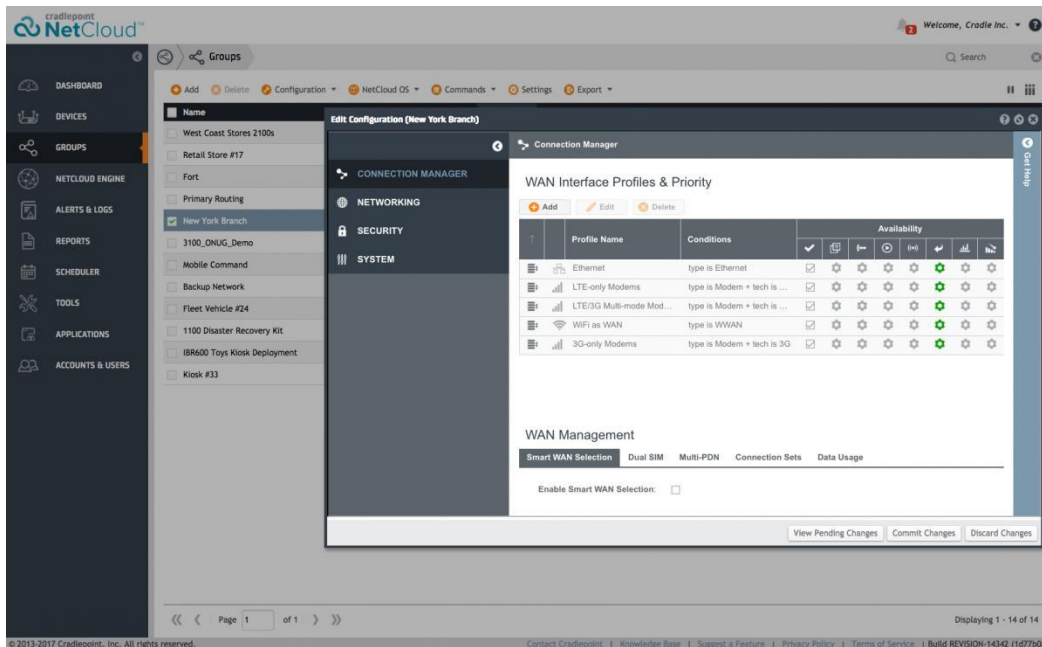 cradlepoint
NetCloud™
2
Welcome, Cradle Inc.
Groups
Search
DASHBOARD
DEVICES
GROUPS
NETCLOUD ENGINE
ALERTS & LOGS
REPORTS
SCHEDULER
TOOLS
APPLICATIONS
ACCOUNTS & USERS
Add Delete Configuration NetCloud OS Commands Settings Export
Name
West Coast Stores 2100s
Retail Store #17
Fort
Primary Routing
New York Branch
3100_ONUG_Demo
Mobile Command
Backup Network
Fleet Vehicle #24
1100 Disaster Recovery Kit
IBR600 Toys Kiosk Deployment
Kiosk #33
Edit Configuration (New York Branch)
CONNECTION MANAGER
NETWORKING
SECURITY
SYSTEM
Connection Manager
Get Help
WAN Interface Profiles & Priority
Add Edit Delete
Profile Name Conditions Availability
Ethernet type is Ethernet
LTE-only Modems type is Modem + tech is ...
LTE/3G Multi-mode Mod... type is Modem + tech is ...
WiFi as WAN type is WWAN
3G-only Modems type is Modem + tech is 3G
WAN Management
Smart WAN Selection Dual SIM Multi-PDN Connection Sets Data Usage
Enable Smart WAN Selection:
View Pending Changes Commit Changes Discard Changes
Page 1 of 1
Displaying 1 - 14 of 14
© 2013-2017 Cradlepoint, Inc. All rights reserved.
Contact Cradlepoint | Knowledge Base | Suggest a Feature | Privacy Policy | Terms of Service | Build REVISION-14342 (1d77b0